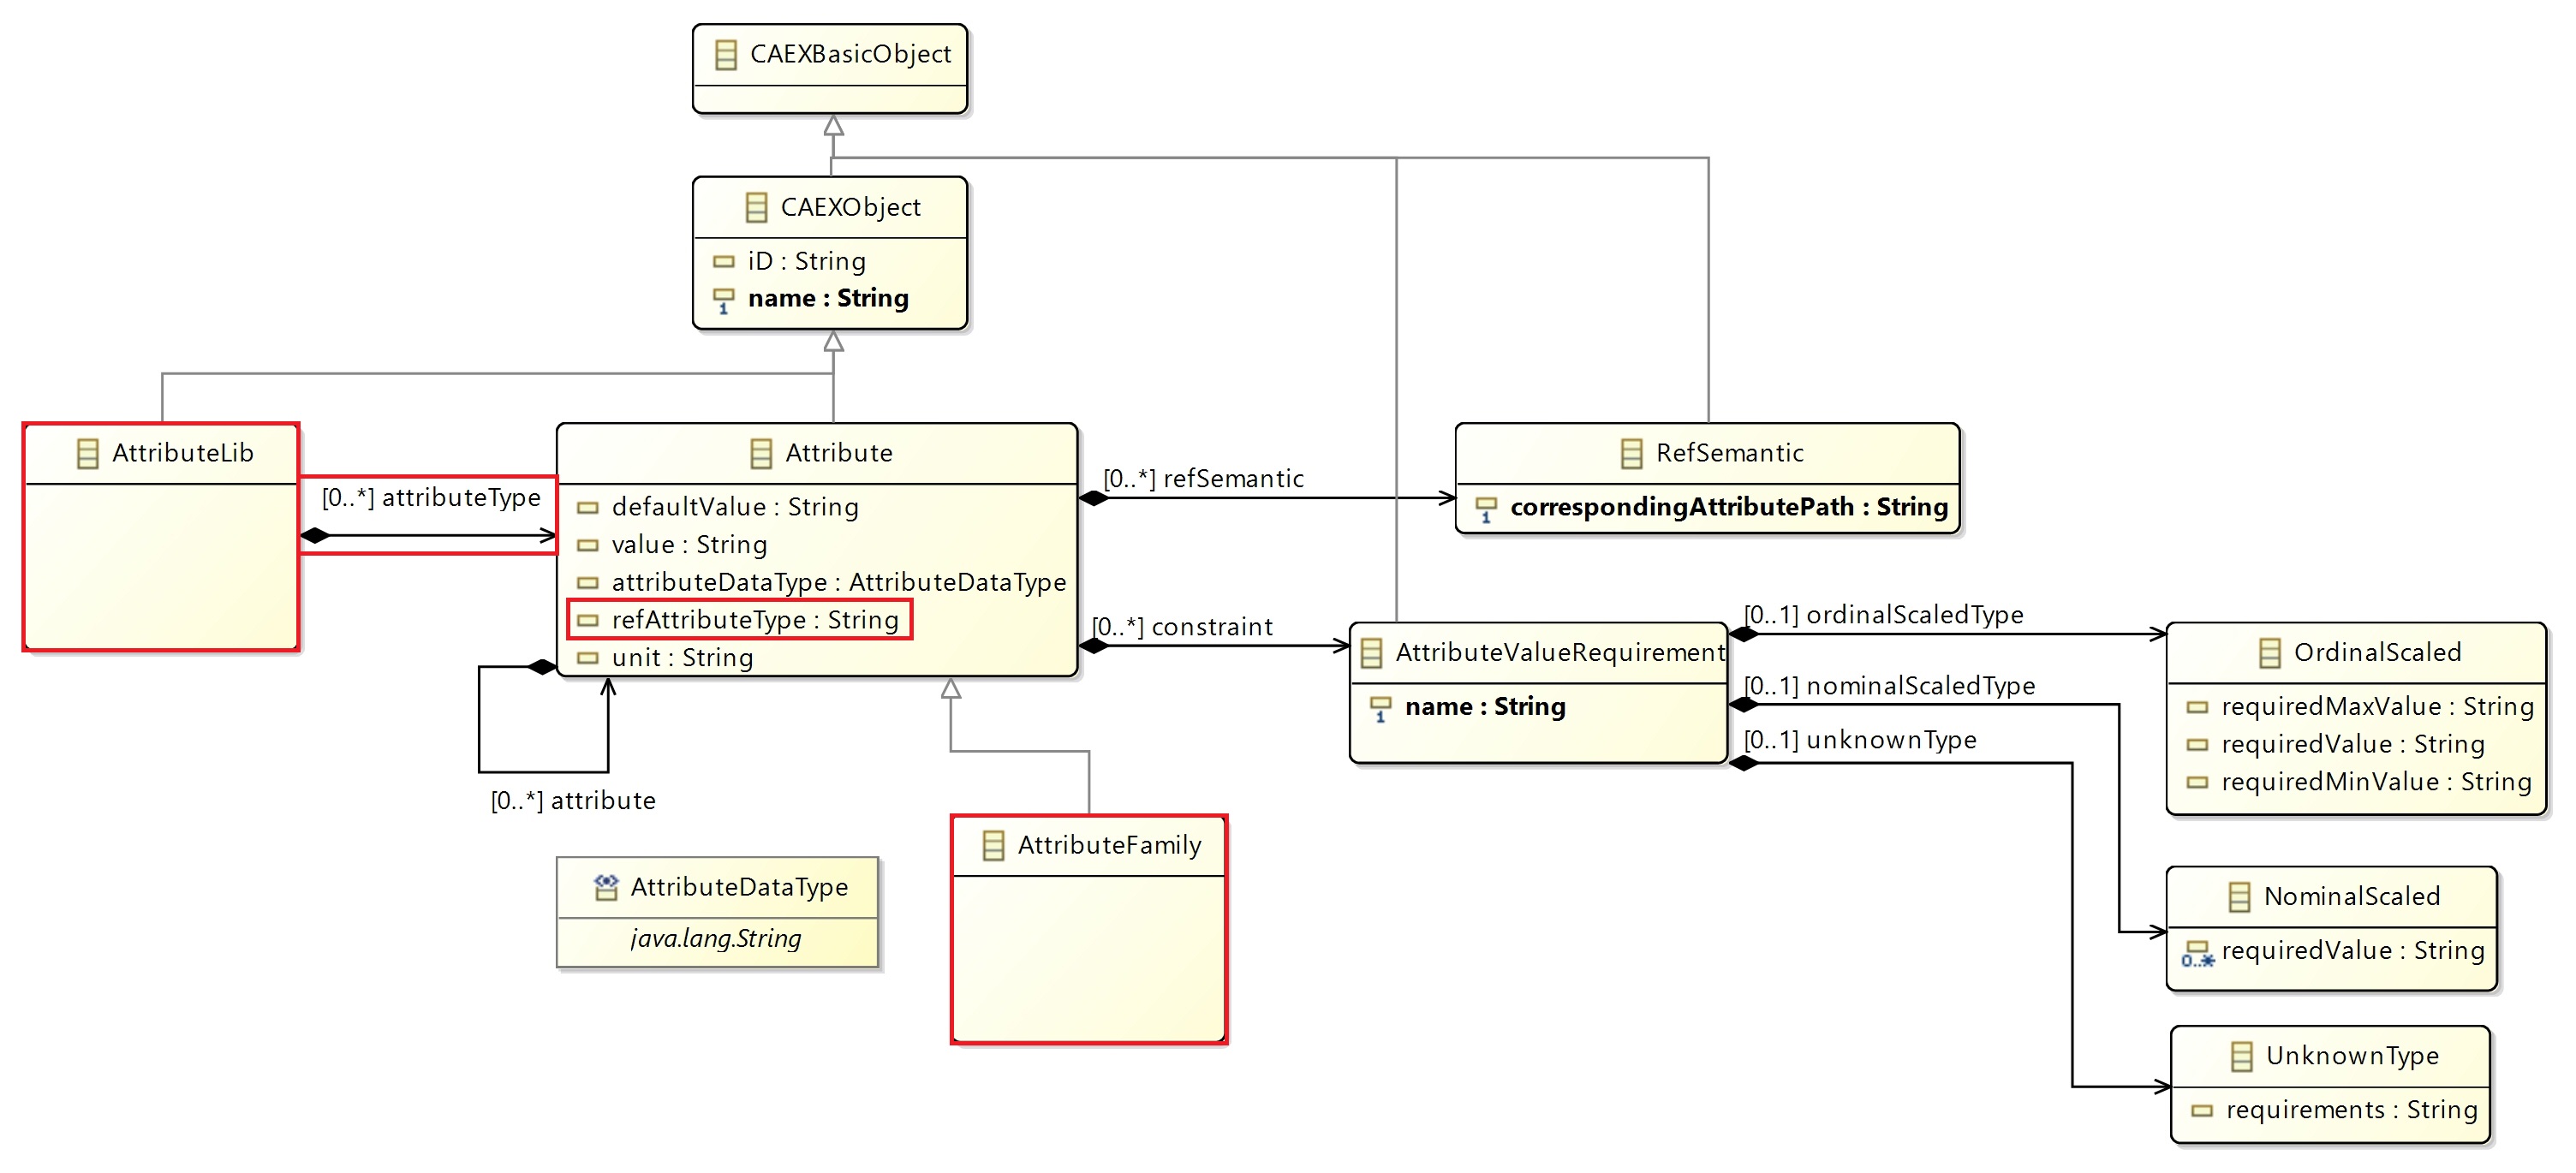 CAEXBasicObject
CAEXObject
iD : String
1 name : String
AttributeLib
[0..*] attributeType
Attribute
defaultValue : String
value : String
attributeDataType : AttributeDataType
refAttributeType : String
unit : String
[0..*] attribute
[0..*] refSemantic
RefSemantic
1 correspondingAttributePath : String
[0..*] constraint
AttributeValueRequirement
1 name : String
[0..1] ordinalScaledType
[0..1] nominalScaledType
[0..1] unknownType
OrdinalScaled
requiredMaxValue : String
requiredValue : String
requiredMinValue : String
AttributeFamily
AttributeDataType
java.lang.String
NominalScaled
0..* requiredValue : String
UnknownType
requirements : String